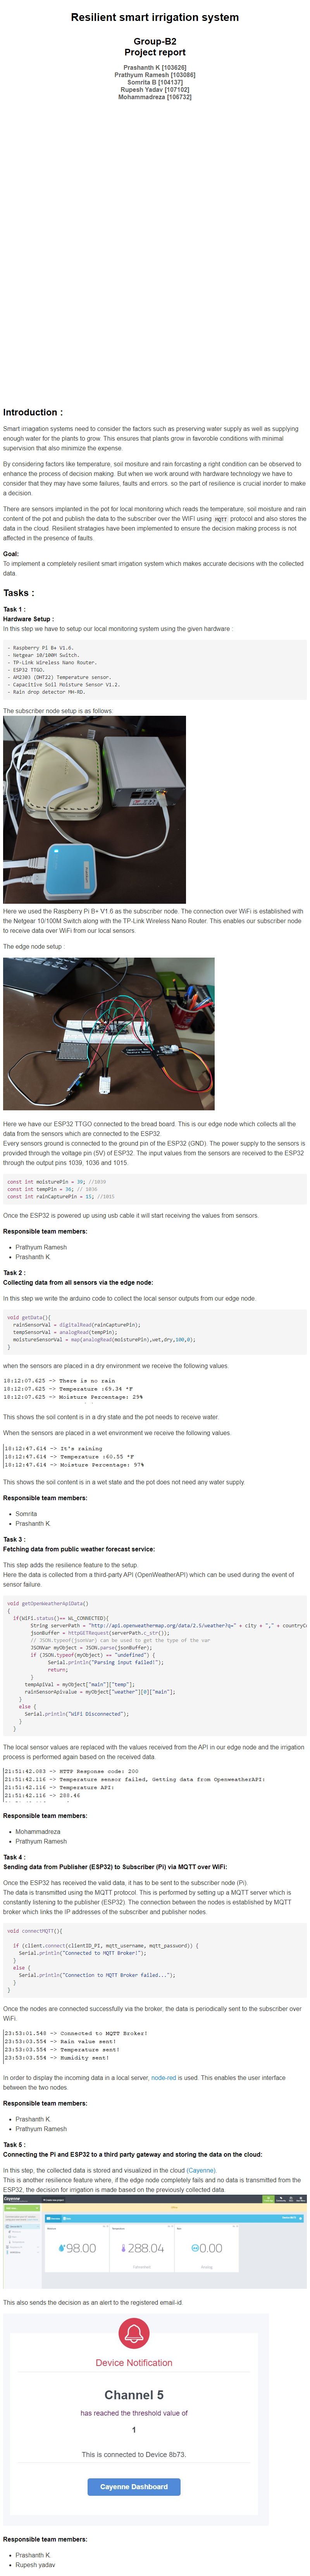 Resilient smart irrigation system
Group-B2
Project report
Prashanth K [103626]
Prathyum Ramesh [103086]
Somrita B [104137]
Rupesh Yadav [107102]
Mohammadreza [106732]
Introduction :
Smart irriagation systems need to consider the factors such as preserving water supply as well as supplying
enough water for the plants to grow. This ensures that plants grow in favoroble conditions with minimal
supervision that also minimize the expense.
By considering factors like temperature, soil mositure and rain forcasting a right condition can be observed to
enhance the process of decision making. But when we work around with hardware technology we have to
consider that they may have some failures, faults and errors, so the part of resilience is crucial inorder to make
a decision.
There are sensors implanted in the pot for local monitoring which reads the temperature, soil moisture and rain
content of the pot and publish the data to the subscriber over the WIFI using MQTT protocol and also stores the
data in the cloud. Resilient strategies have been implemented to ensure the decision making process is not
affected in the presence of faults.
Goal:
To implement a completely resilient smart irrigation system which makes accurate decisions with the collected
data.
Tasks :
Task 1 :
Hardware Setup :
In this step we have to setup our local monitoring system using the given hardware :
- Raspberry Pi B+ V1.6.
- Netgear 10/100M Switch.
- TP-Link Wireless Nano Router.
- ESP32 TTGO.
- AM2303 (DHT22) Temperature sensor.
- Capacitive Soil Moisture Sensor V1.2.
- Rain drop detector MH-RD.
The subscriber node setup is as follows:
Here we used the Raspberry Pi B+ V1.6 as the subscriber node. The connection over WiFi is established with
the Netgear 10/100M Switch along with the TP-Link Wireless Nano Router. This enables our subscriber node
to receive data over WiFi from our local sensors.
The edge node setup :
Here we have our ESP32 TTGO connected to the bread board. This is our edge node which collects all the
data from the sensors which are connected to the ESP32.
Every sensors ground is connected to the ground pin of the ESP32 (GND). The power supply to the sensors is
provided through the voltage pin (5V) of ESP32. The input values from the sensors are received to the ESP32
through the output pins 1039, 1036 and 1015.
const int moisturePin = 39; //1039
const int tempPin = 36; // 1036
const int rainCapturePin = 15; //1015
Once the ESP32 is powered up using usb cable it will start receiving the values from sensors.
Responsible team members:
• Prathyum Ramesh
• Prashanth K.
Task 2 :
Collecting data from all sensors via the edge node:
In this step we write the arduino code to collect the local sensor outputs from our edge node.
void getData(){
rainSensorVal = digitalRead(rainCapturePin);
tempSensorVal = analogRead(tempPin);
moistureSensorVal = map(analogRead(moisturePin),wet,dry,100,0);
}
when the sensors are placed in a dry environment we receive the following values.
18:12:07.625 -> There is no rain
18:12:07.625 -> Temperature :69.34 °F
18:12:07.625 -> Moisture Percentage: 29%
This shows the soil content is in a dry state and the pot needs to receive water.
When the sensors are placed in a wet environment we receive the following values.
18:12:47.614 -> It's raining
18:12:47.614 -> Temperature :60.55 °F
18:12:47.614 -> Moisture Percentage: 97%
This shows the soil content is in a wet state and the pot does not need any water supply.
Responsible team members:
• Somrita
• Prashanth K.
Task 3 :
Fetching data from public weather forecast service:
This step adds the resilience feature to the setup.
Here the data is collected from a third-party API (OpenWeatherAPI) which can be used during the event of
sensor failure.
void getOpenWeatherApiData()
{
if(WiFi.status()== WL_CONNECTED){
String serverPath = "http://api.openweathermap.org/data/2.5/weather?q=" + city + "," + countryCo
jsonBuffer = httpGETRequest(serverPath.c_str());
// JSON.typeof(jsonVar) can be used to get the type of the var
JSONVar myObject = JSON.parse(jsonBuffer);
if (JSON.typeof(myObject) == "undefined") {
Serial.println("Parsing input failed!");
return;
}
tempApiVal = myObject["main"]["temp"];
rainSensorApivalue = myObject["weather"][0]["main"];
}
else {
Serial.println("WiFi Disconnected");
}
}
The local sensor values are replaced with the values received from the API in our edge node and the irrigation
process is performed again based on the receved data.
21:51:42.083 -> HTTP Response code: 200
21:51:42.116 -> Temperature sensor failed, Getting data from OpenweatherAPI:
21:51:42.116 -> Temperature API:
21:51:42.116 -> 288.46
Responsible team members:
• Mohammadreza
• Prathyum Ramesh
Task 4 :
Sending data from Publisher (ESP32) to Subscriber (Pi) via MQTT over WiFi:
Once the ESP32 has received the valid data, it has to be sent to the subscriber node (Pi).
The data is transmitted using the MQTT protocol. This is performed by setting up a MQTT server which is
constantly listening to the publisher (ESP32). The connection between the nodes is established by MQTT
broker which links the IP addresses of the subscriber and publisher nodes.
void connectMQTT(){
if (client.connect(clientID_PI, mqtt_username, mqtt_password)) {
Serial.println("Connected to MQTT Broker!");
}
else {
Serial.println("Connection to MQTT Broker failed...");
}
}
Once the nodes are connected successfully via the broker, the data is periodically sent to the subscriber over
WiFi.
23:53:01.540 -> Connected to MQTT Broker!
23:53:03.554 -> Rain value sent!
23:53:03.554 -> Temperature sent!
23:53:03.554 -> Humidity sent!
In order to display the incoming data in a local server, node-red is used. This enables the user interface
between the two nodes.
Responsible team members:
• Prashanth K.
• Prathyum Ramesh
Task 5 :
Connecting the Pi and ESP32 to a third party gateway and storing the data on the cloud:
In this step, the collected data is stored and visualized in the cloud (Cayenne).
This is another reslience feature where, if the edge node completely fails and no data is transmitted from the
ESP32, the decision for irrigation is made based on the previously collected data.
Cayenne
98.00
288.04
0.00
This also sends the decision as an alert to the registered email-id.
Device Notification
Channel 5
has reached the threshold value of
1
This is connected to Device 8b73.
Cayenne Dashboard
Responsible team members:
• Prashanth K.
• Rupesh yadav